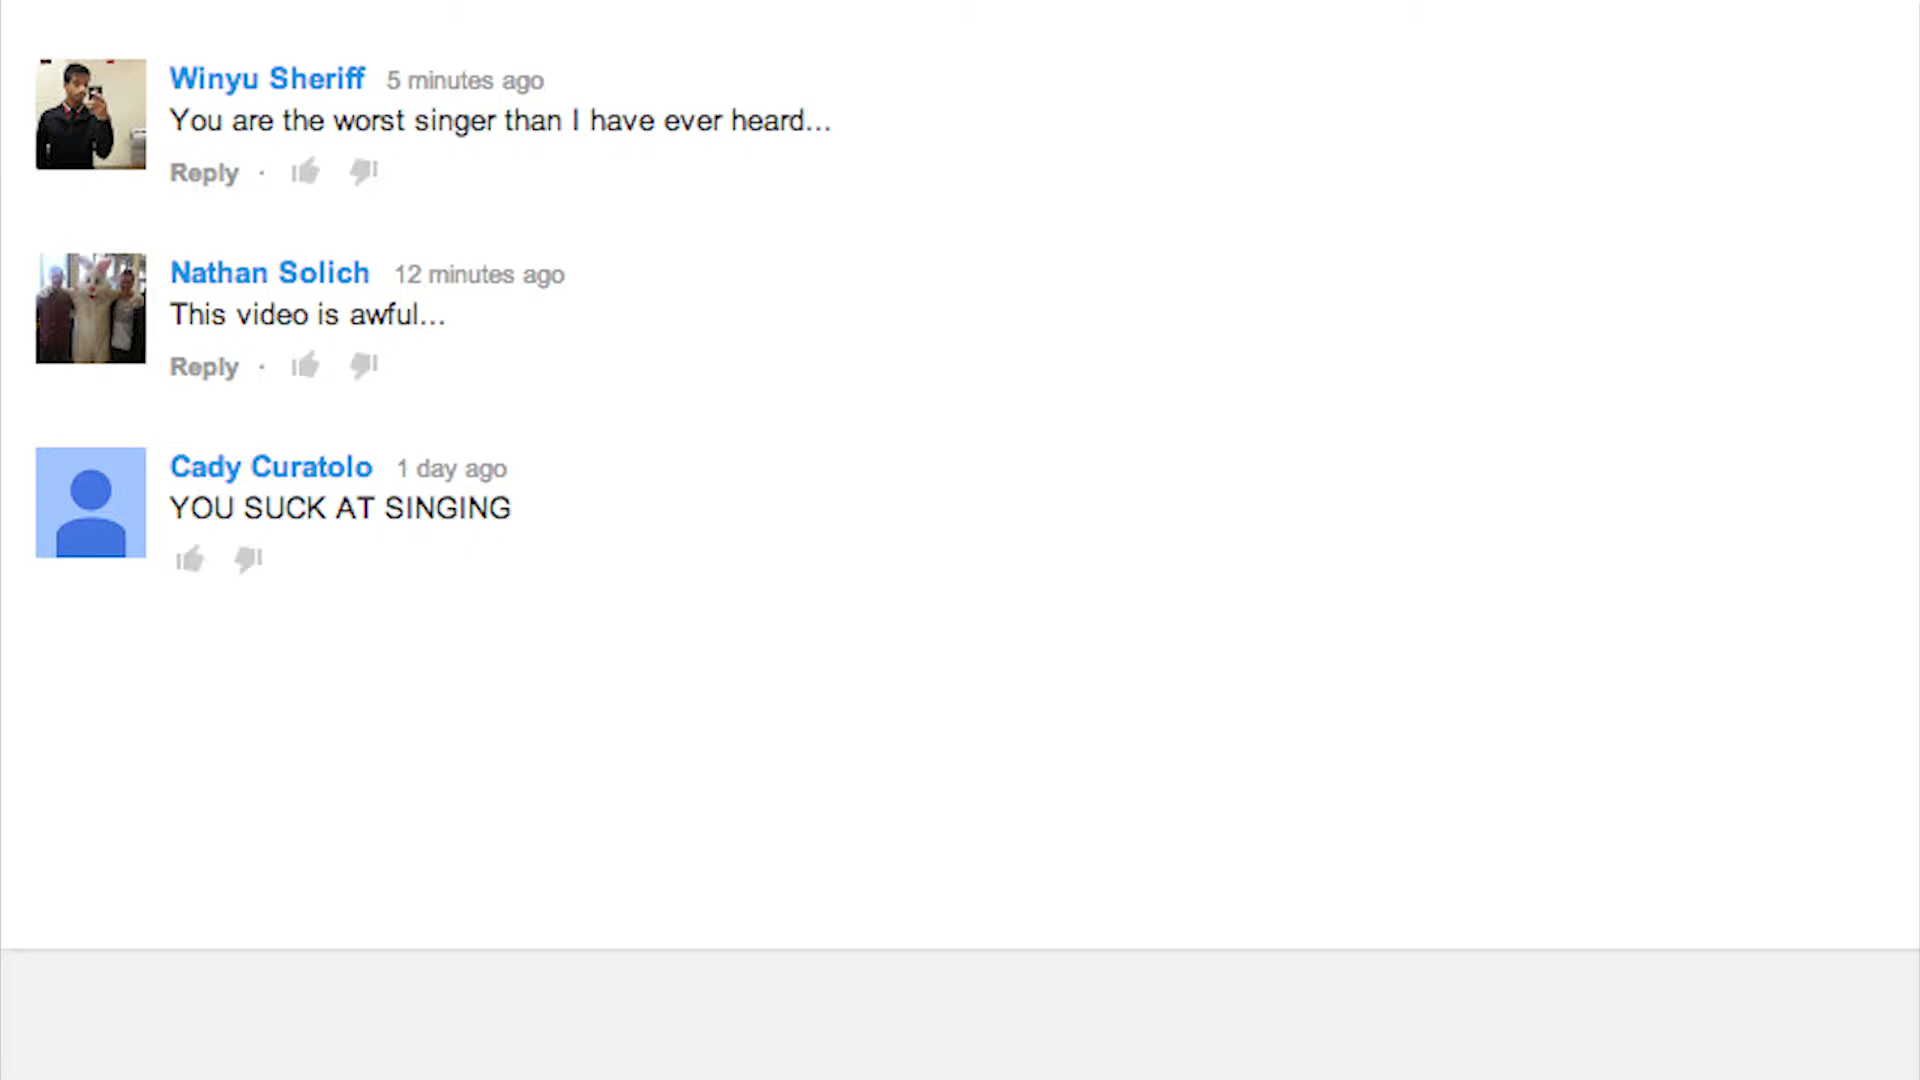 Winyu Sheriff 5 minutes ago
You are the worst singer than I have ever heard...
Reply ·
Nathan Solich 12 minutes ago
This video is awful...
Reply ·
Cady Curatolo 1 day ago
YOU SUCK AT SINGING